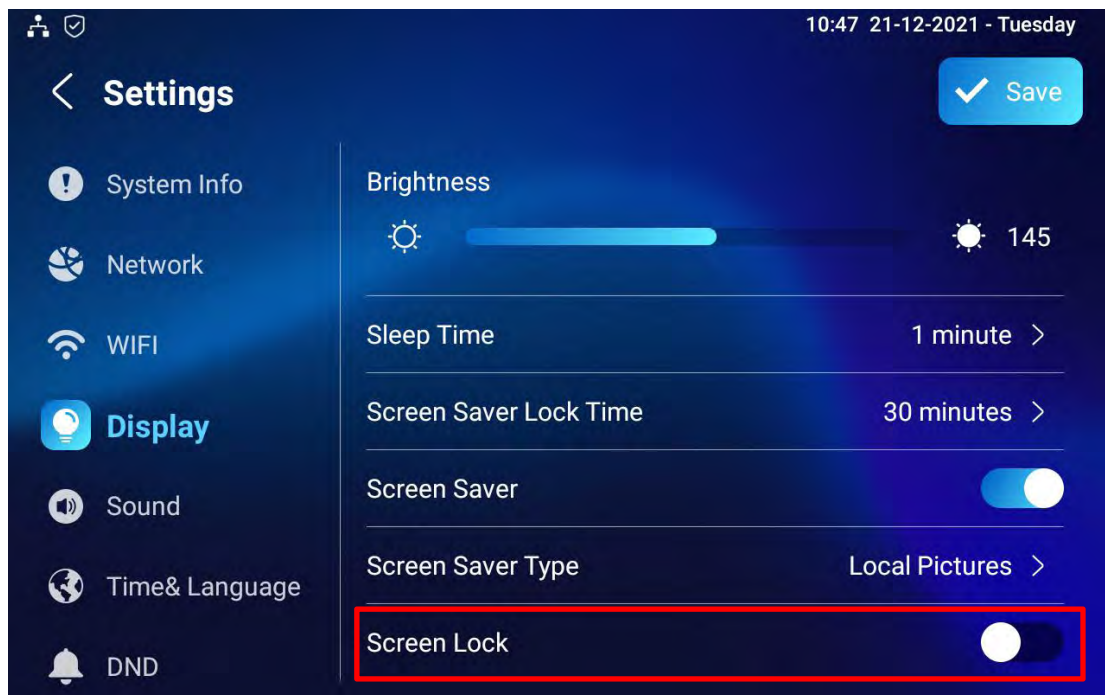 10:47 21-12-2021 - Tuesday
Settings
Save
System Info
Network
WIFI
Display
Sound
Time& Language
DND
Brightness
145
Sleep Time 1 minute
Screen Saver Lock Time 30 minutes
Screen Saver
Screen Saver Type Local Pictures
Screen Lock